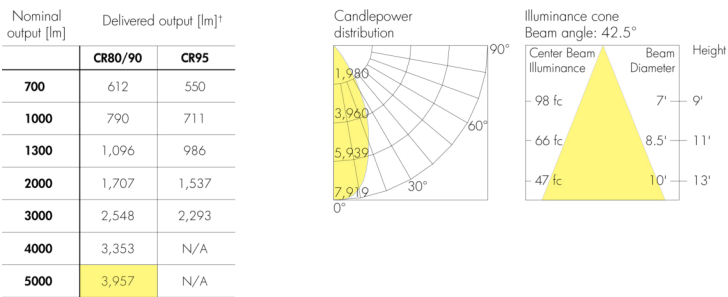 Nominal output [lm]
Delivered output [lm]†
CR80/90 CR95
700 612 550
1000 790 711
1300 1,096 986
2000 1,707 1,537
3000 2,548 2,293
4000 3,353 N/A
5000 3,957 N/A
Candlepower
distribution
90°
1,980
3,960
60°
5,939
30°
7,919
0°
Illuminance cone
Beam angle: 42.5°
Center Beam Illuminance
Beam Diameter
Height
98 fc 7' 9'
66 fc 8.5' 11'
47 fc 10' 13'